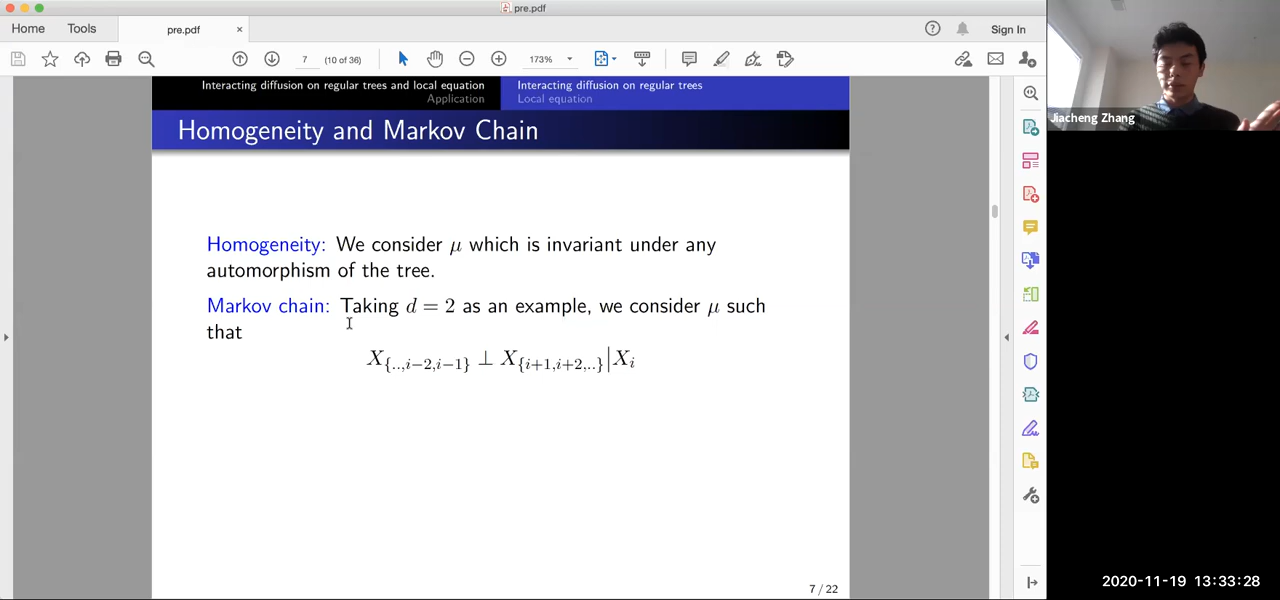 pre.pdf
Home Tools pre.pdf × Sign In
7 (10 of 36) 173%
Interacting diffusion on regular trees and local equation
Application
Interacting diffusion on regular trees
Local equation
Homogeneity and Markov Chain
Homogeneity: We consider μ which is invariant under any
automorphism of the tree.
Markov chain: Taking d = 2 as an example, we consider μ such
that
X_{{..,i−2,i−1}} ⊥ X_{{i+1,i+2,..}}|X_i
7 / 22
Jiacheng Zhang
2020-11-19 13:33:28